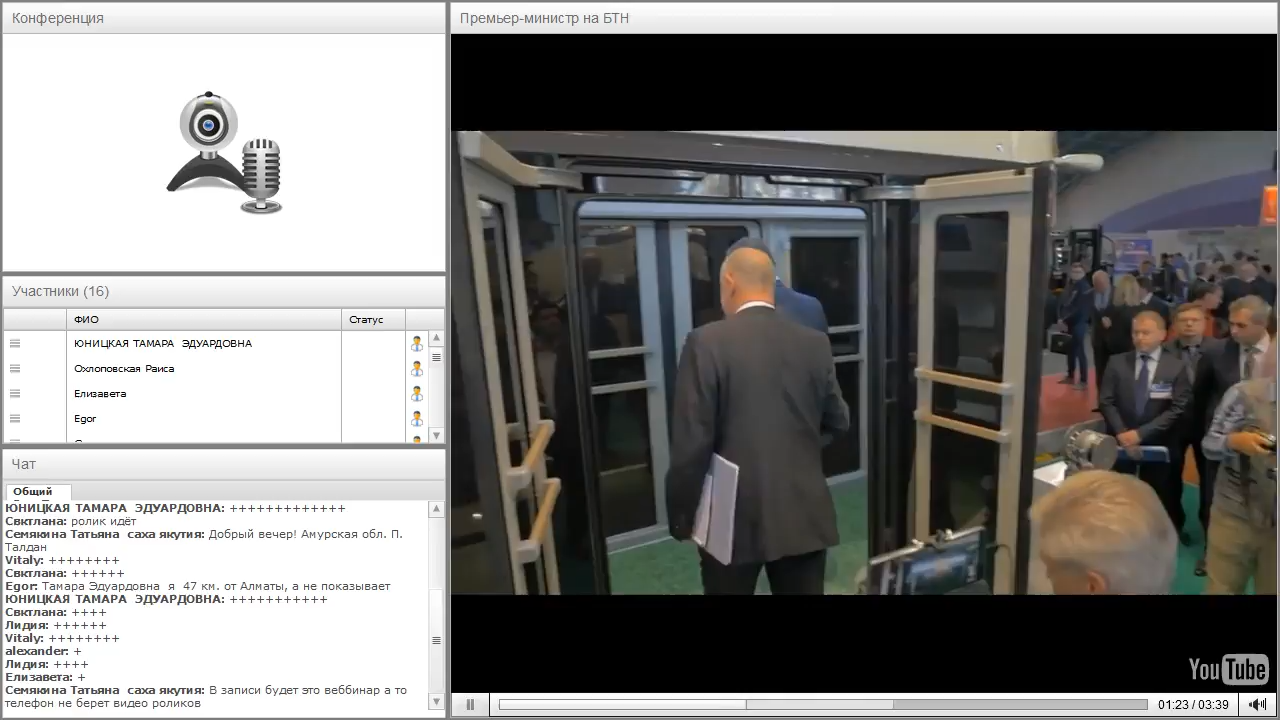 Конференция
Премьер-министр на БТН
Участники (16)
ФИО
Статус
ЮНИЦКАЯ ТАМАРА ЭДУАРДОВНА
Охлоповская Раиса
Елизавета
Egor
Чат
Общий
ЮНИЦКАЯ ТАМАРА ЭДУАРДОВНА: +++++++++++++
Свктлана: ролик идёт
Семякина Татьяна саха якутия: Добрый вечер! Амурская обл. П.
Талдан
Vitaly: ++++++++
Свктлана: ++++++
Egor: Тамара Эдуардовна я 47 км. от Алматы, а не показывает
ЮНИЦКАЯ ТАМАРА ЭДУАРДОВНА: +++++++++++
Свктлана: ++++
Лидия: ++++++
Vitaly: ++++++++
alexander: +
Лидия: ++++
Елизавета: +
Семякина Татьяна саха якутия: В записи будет это веббинар а то
телефон не берет видео роликов
YouTube
01:23 / 03:39